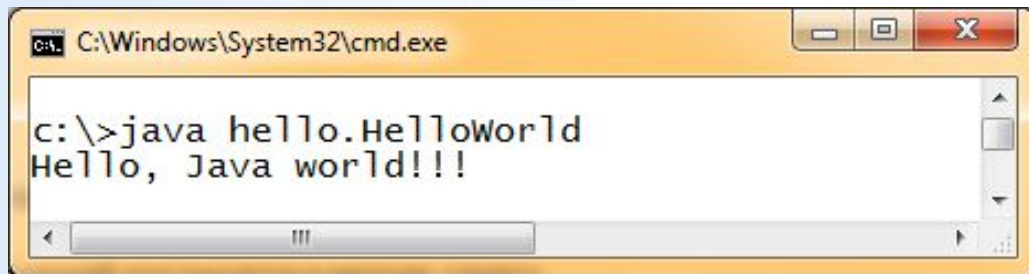 C:\Windows\System32\cmd.exe
c:\>java hello.HelloWorld
Hello, Java world!!!